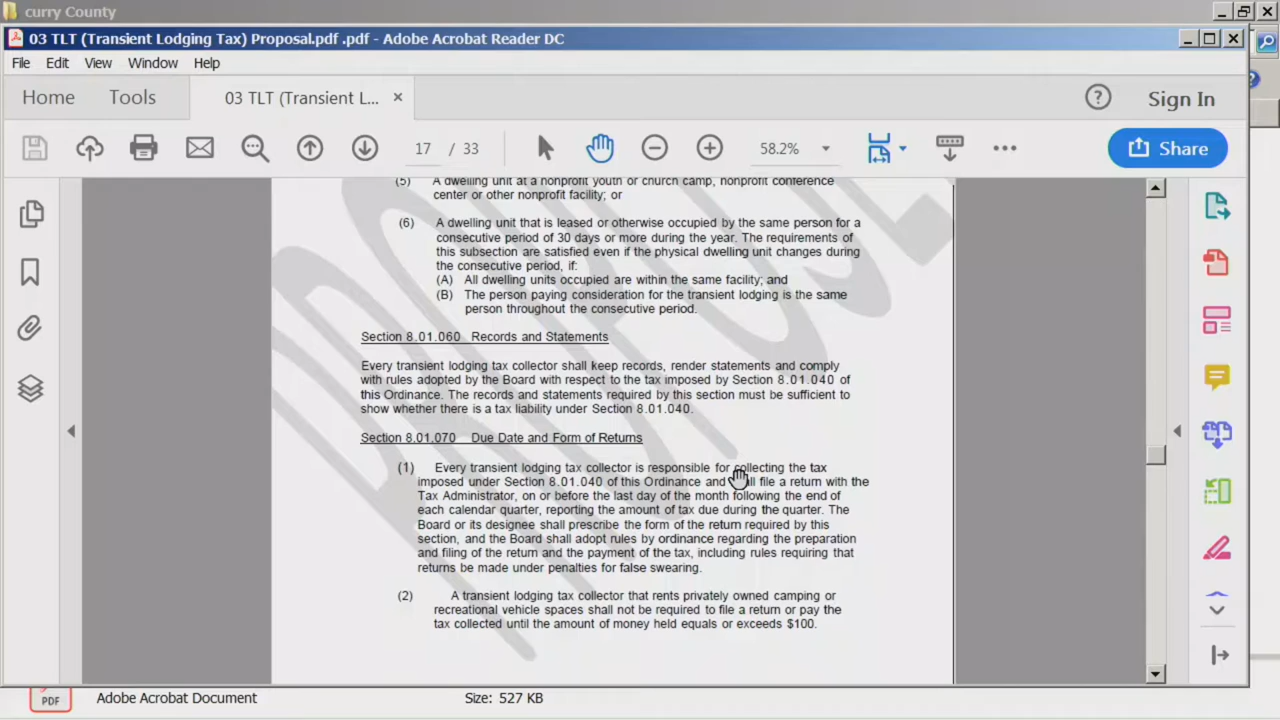 curry County
03 TLT (Transient Lodging Tax) Proposal.pdf .pdf - Adobe Acrobat Reader DC
File Edit View Window Help
Home Tools 03 TLT (Transient L... × Sign In
17 / 33 58.2% Share
(5) A dwelling unit at a nonprofit youth or church camp, nonprofit conference
center or other nonprofit facility; or
(6) A dwelling unit that is leased or otherwise occupied by the same person for a
consecutive period of 30 days or more during the year. The requirements of
this subsection are satisfied even if the physical dwelling unit changes during
the consecutive period, if:
(A) All dwelling units occupied are within the same facility; and
(B) The person paying consideration for the transient lodging is the same
person throughout the consecutive period.
Section 8.01.060 Records and Statements
Every transient lodging tax collector shall keep records, render statements and comply
with rules adopted by the Board with respect to the tax imposed by Section 8.01.040 of
this Ordinance. The records and statements required by this section must be sufficient to
show whether there is a tax liability under Section 8.01.040.
Section 8.01.070 Due Date and Form of Returns
(1) Every transient lodging tax collector is responsible for collecting the tax
imposed under Section 8.01.040 of this Ordinance and file a return with the
Tax Administrator, on or before the last day of the month following the end of
each calendar quarter, reporting the amount of tax due during the quarter. The
Board or its designee shall prescribe the form of the return required by this
section, and the Board shall adopt rules by ordinance regarding the preparation
and filing of the return and the payment of the tax, including rules requiring that
returns be made under penalties for false swearing.
(2) A transient lodging tax collector that rents privately owned camping or
recreational vehicle spaces shall not be required to file a return or pay the
tax collected until the amount of money held equals or exceeds $100.
PDF Adobe Acrobat Document Size: 527 KB